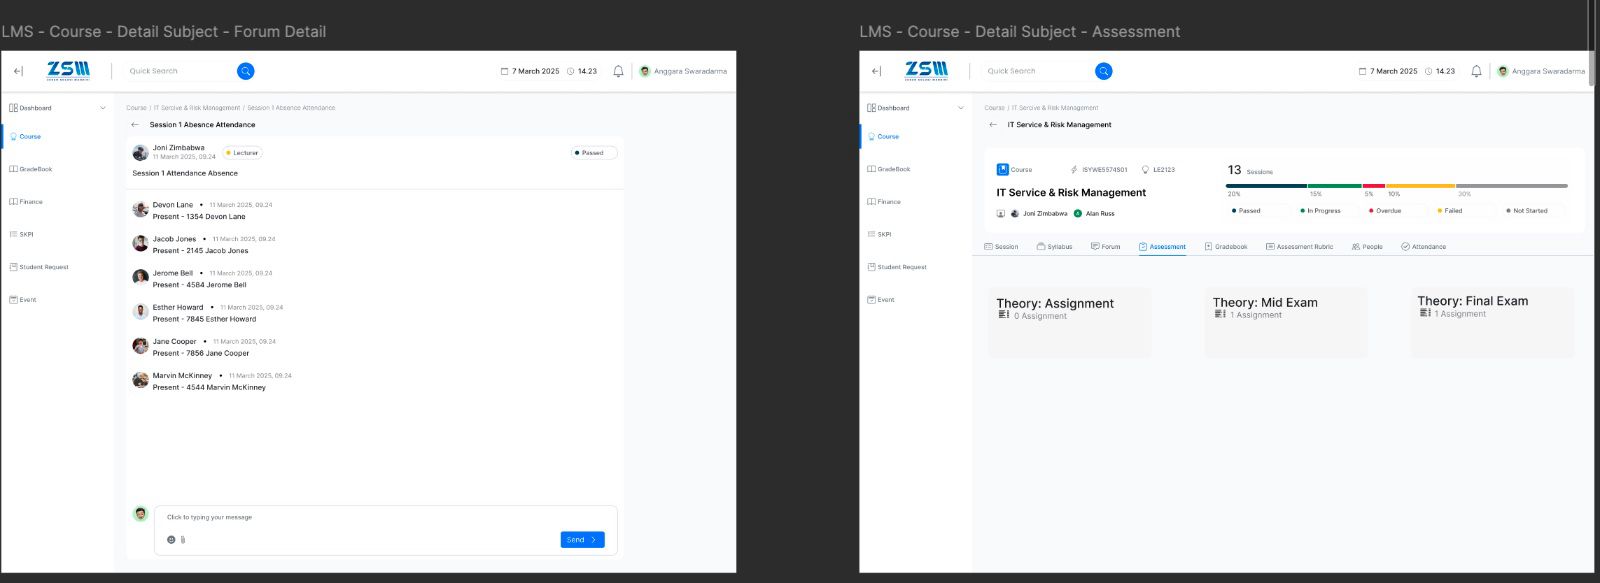 LMS - Course - Detail Subject - Forum Detail
ZSM
Quick Search
7 March 2025
14.23
Anggara Swaradarma
Dashboard
Course
GradeBook
Finance
SKPI
Student Request
Event
Course / IT Sercive & Risk Management / Session 1 Absence Attendance
Session 1 Abesnce Attendance
Joni Zimbabwa
11 March 2025, 09.24
Lecturer
Passed
Session 1 Attendance Absence
Devon Lane • 11 March 2025, 09.24
Present - 1354 Devon Lane
Jacob Jones • 11 March 2025, 09.24
Present - 2145 Jacob Jones
Jerome Bell • 11 March 2025, 09.24
Present - 4584 Jerome Bell
Esther Howard • 11 March 2025, 09.24
Present - 7845 Esther Howard
Jane Cooper • 11 March 2025, 09.24
Present - 7856 Jane Cooper
Marvin McKinney • 11 March 2025, 09.24
Present - 4544 Marvin McKinney
Click to typing your message
Send
LMS - Course - Detail Subject - Assessment
ZSM
Quick Search
7 March 2025
14.23
Anggara Swaradarma
Dashboard
Course
GradeBook
Finance
SKPI
Student Request
Event
Course / IT Sercive & Risk Management
IT Service & Risk Management
Course
ISYWE5574S01
LE2123
IT Service & Risk Management
Joni Zimbabwa
Alan Russ
13 Sessions
20% 15% 5% 10% 30%
Passed
In Progress
Overdue
Failed
Not Started
Session
Syllabus
Forum
Assessment
Gradebook
Assessment Rubric
People
Attendance
Theory: Assignment
0 Assignment
Theory: Mid Exam
1 Assignment
Theory: Final Exam
1 Assignment